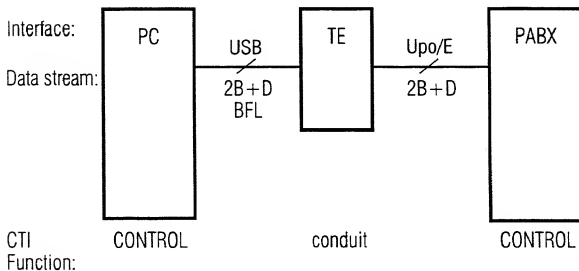 Interface:
PC
USB
TE
Upo/E
PABX
Data stream:
2B+D
BFL
2B+D
CTI
Function:
CONTROL
conduit
CONTROL